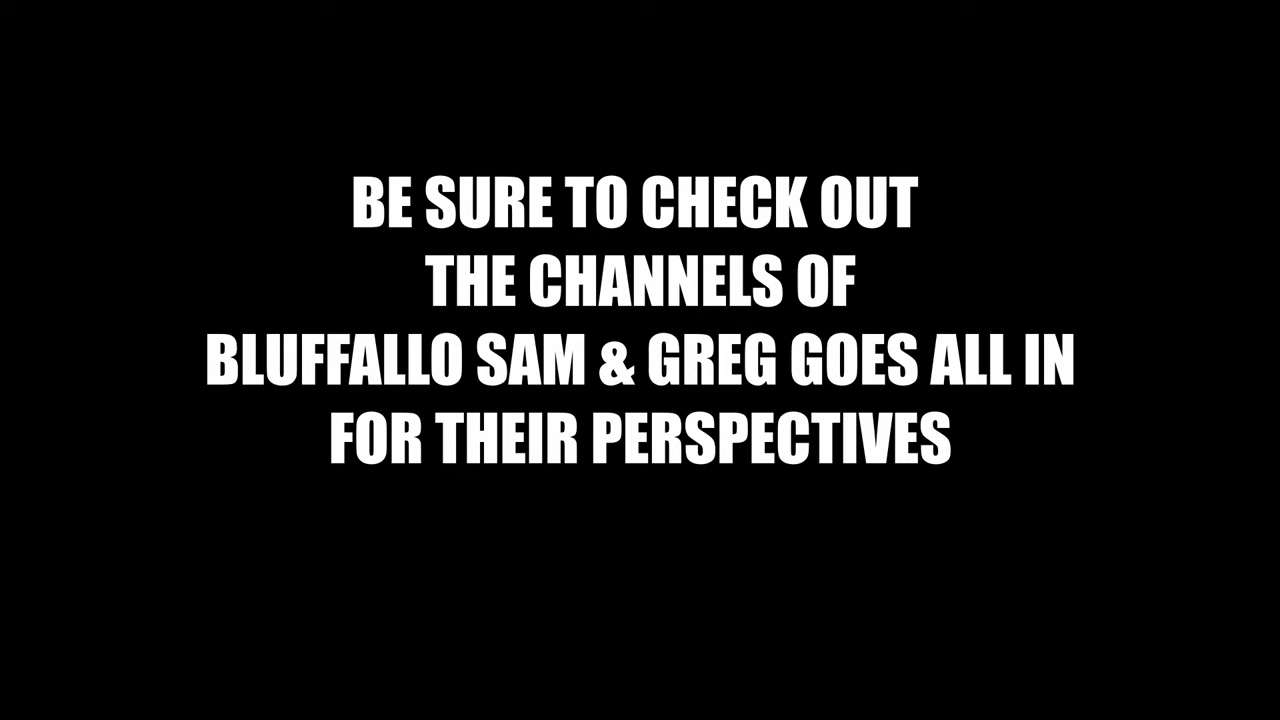 BE SURE TO CHECK OUT
THE CHANNELS OF
BLUFFALLO SAM & GREG GOES ALL IN
FOR THEIR PERSPECTIVES